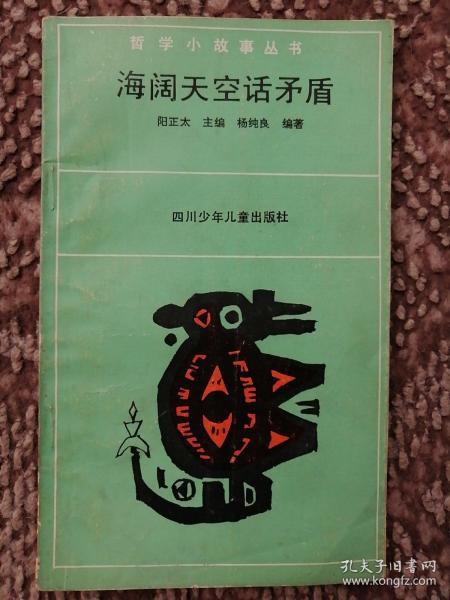 哲学小故事丛书
海阔天空话矛盾
阳正太 主编 杨纯良 编著
四川少年儿童出版社
孔夫子旧书网
www.kongfz.com